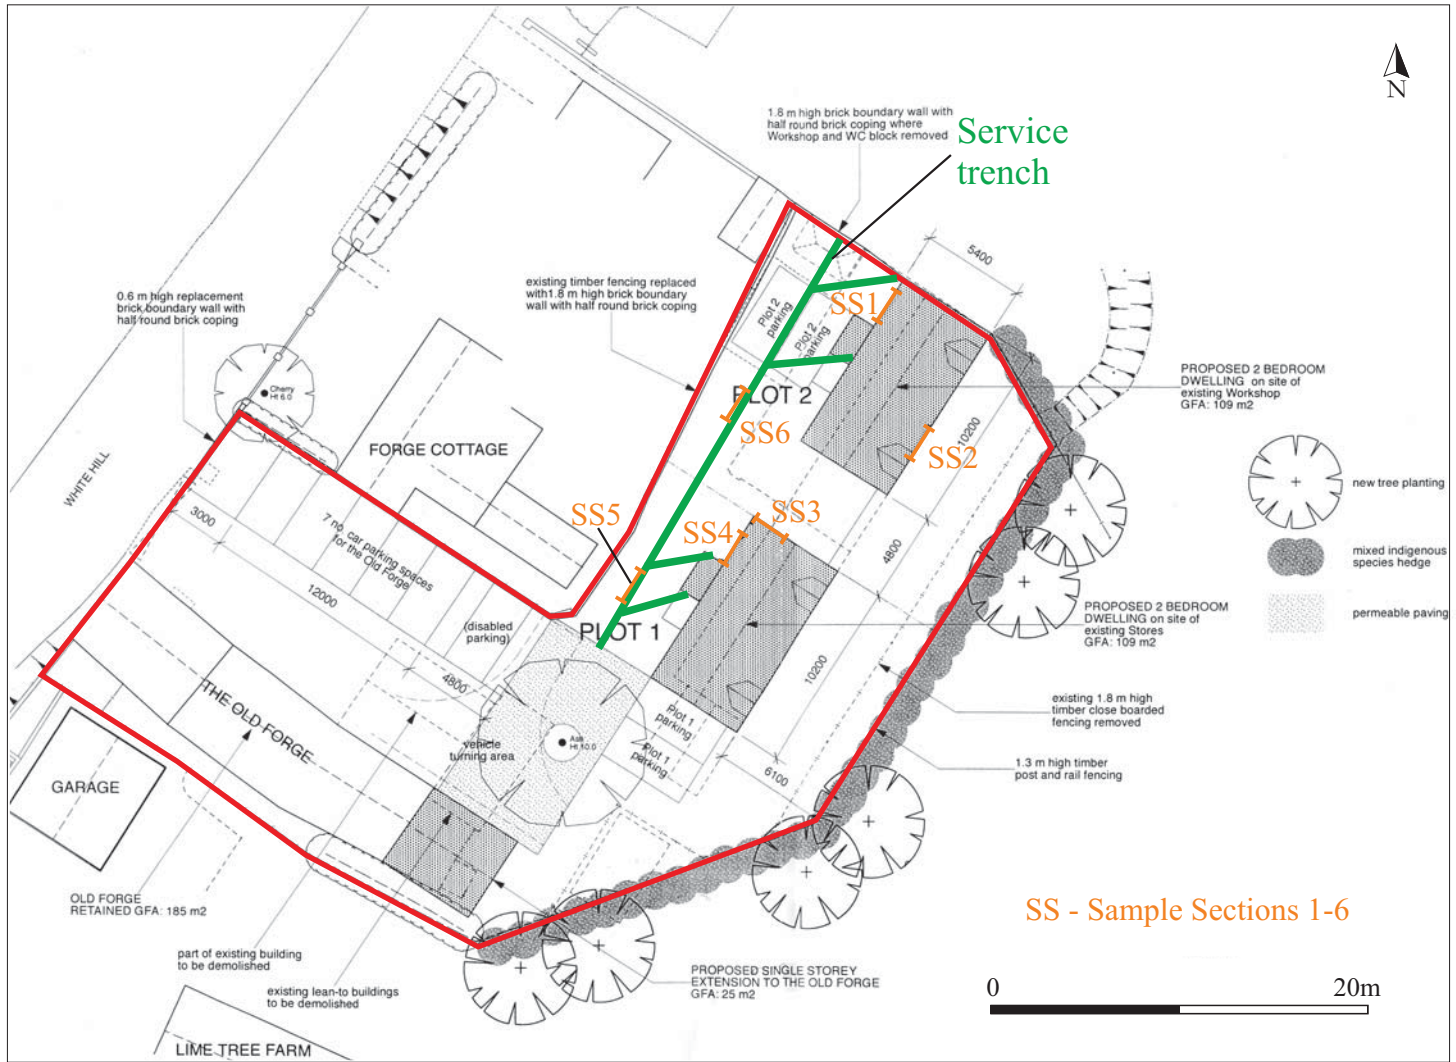 N
1.8 m high brick boundary wall with
half round brick coping where
Workshop and WC block removed
Service
trench
5400
existing timber fencing replaced
with1.8 m high brick boundary
wall with half round brick coping
0.6 m high replacement
brick boundary wall with
half round brick coping
Plot 2
parking
Plot 2
parking
SS1
PROPOSED 2 BEDROOM
DWELLING on site of
existing Workshop
GFA: 109 m2
Cherry
Ht 6.0
PLOT 2
SS6
10200
SS2
FORGE COTTAGE
WHITE HILL
new tree planting
SS5
SS4
SS3
3000
7 no. car parking spaces
for the Old Forge
12000
4800
mixed indigenous
species hedge
permeable paving
PROPOSED 2 BEDROOM
DWELLING on site of
existing Stores
GFA: 109 m2
(disabled
parking)
PLOT 1
10200
4800
THE OLD FORGE
existing 1.8 m high
timber close boarded
fencing removed
Plot 1
parking
Plot 1
parking
Ash
Ht 10.0
vehicle
turning area
1.3 m high timber
post and rail fencing
6100
GARAGE
OLD FORGE
RETAINED GFA: 185 m2
SS - Sample Sections 1-6
part of existing building
to be demolished
existing lean-to buildings
to be demolished
PROPOSED SINGLE STOREY
EXTENSION TO THE OLD FORGE
GFA: 25 m2
0 20m
LIME TREE FARM